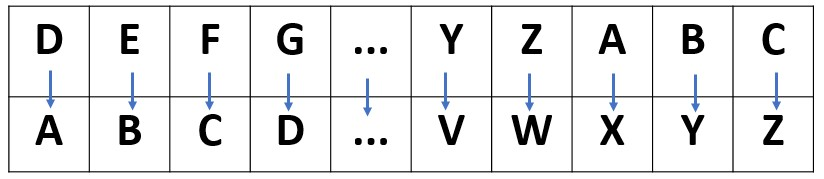 D E F G ... Y Z A B C
A B C D ... V W X Y Z